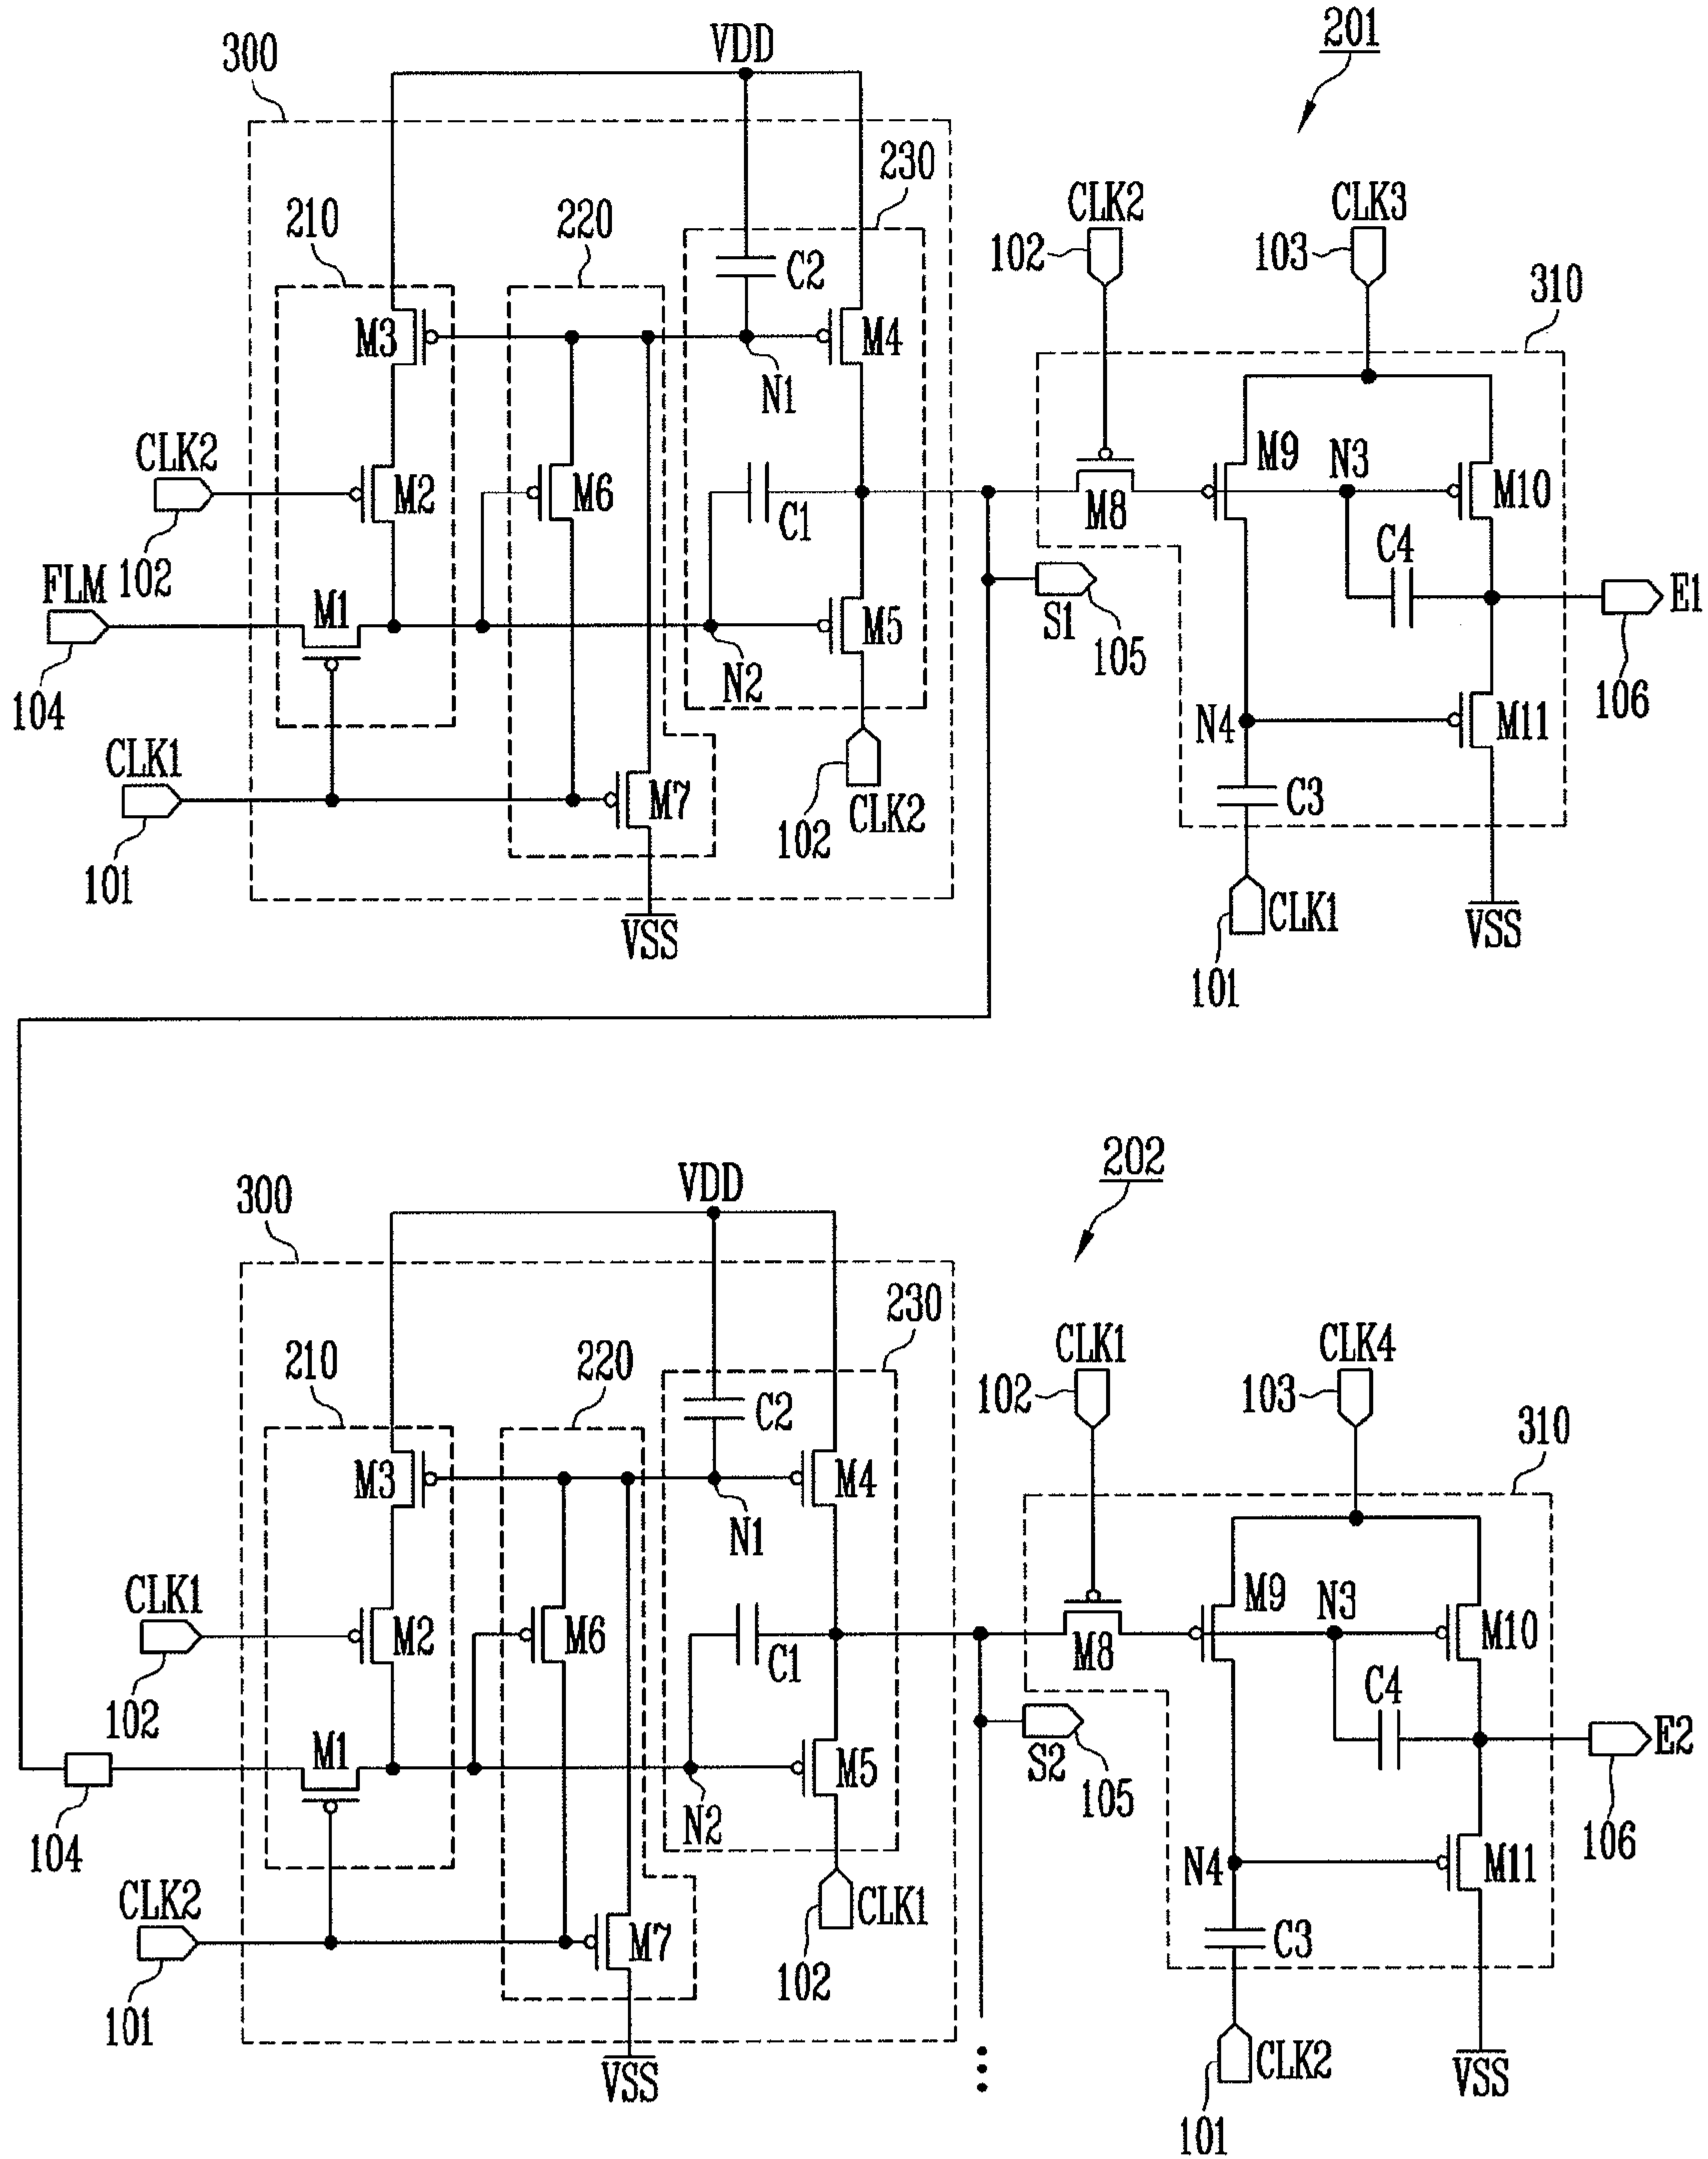 201
VDD
300
230
CLK2
CLK3
102
103
210
220
310
C2
M3
M4
N1
CLK2
102
M2
M6
C1
M8
M9
N3
M10
C4
FLM
104
M1
N2
M5
S1
105
E1
106
CLK1
101
M7
102
CLK2
N4
M11
C3
VSS
CLK1
101
VSS
202
VDD
300
230
CLK1
CLK4
102
103
210
220
310
C2
M3
M4
N1
CLK1
102
M2
M6
C1
M8
M9
N3
M10
C4
104
M1
N2
M5
S2
105
E2
106
CLK2
101
M7
102
CLK1
N4
M11
C3
VSS
CLK2
101
VSS